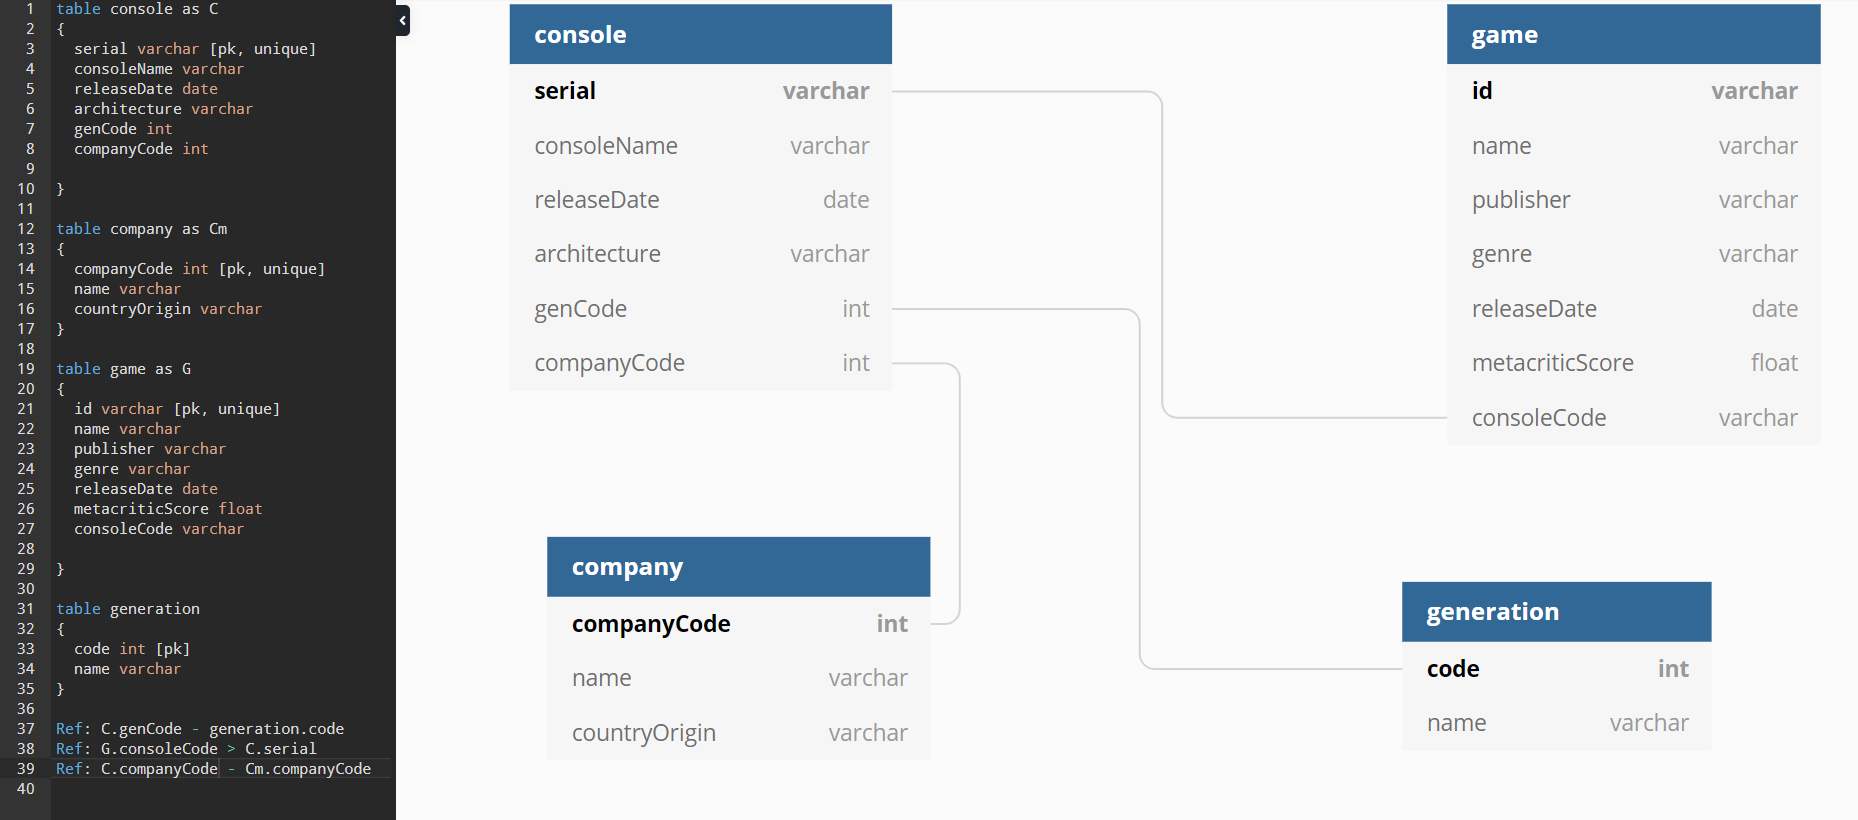 1 table console as C
2 {
3 serial varchar [pk, unique]
4 consoleName varchar
5 releaseDate date
6 architecture varchar
7 genCode int
8 companyCode int
9
10 }
11
12 table company as Cm
13 {
14 companyCode int [pk, unique]
15 name varchar
16 countryOrigin varchar
17 }
18
19 table game as G
20 {
21 id varchar [pk, unique]
22 name varchar
23 publisher varchar
24 genre varchar
25 releaseDate date
26 metacriticScore float
27 consoleCode varchar
28
29 }
30
31 table generation
32 {
33 code int [pk]
34 name varchar
35 }
36
37 Ref: C.genCode - generation.code
38 Ref: G.consoleCode > C.serial
39 Ref: C.companyCode - Cm.companyCode
40
console
serial varchar
consoleName varchar
releaseDate date
architecture varchar
genCode int
companyCode int
game
id varchar
name varchar
publisher varchar
genre varchar
releaseDate date
metacriticScore float
consoleCode varchar
company
companyCode int
name varchar
countryOrigin varchar
generation
code int
name varchar